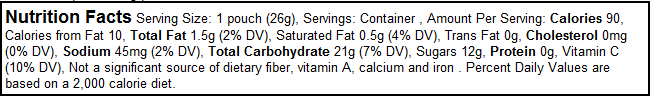 Nutrition Facts Serving Size: 1 pouch (26g), Servings: Container , Amount Per Serving: Calories 90,
Calories from Fat 10, Total Fat 1.5g (2% DV), Saturated Fat 0.5g (4% DV), Trans Fat 0g, Cholesterol 0mg
(0% DV), Sodium 45mg (2% DV), Total Carbohydrate 21g (7% DV), Sugars 12g, Protein 0g, Vitamin C
(10% DV), Not a significant source of dietary fiber, vitamin A, calcium and iron . Percent Daily Values are
based on a 2,000 calorie diet.